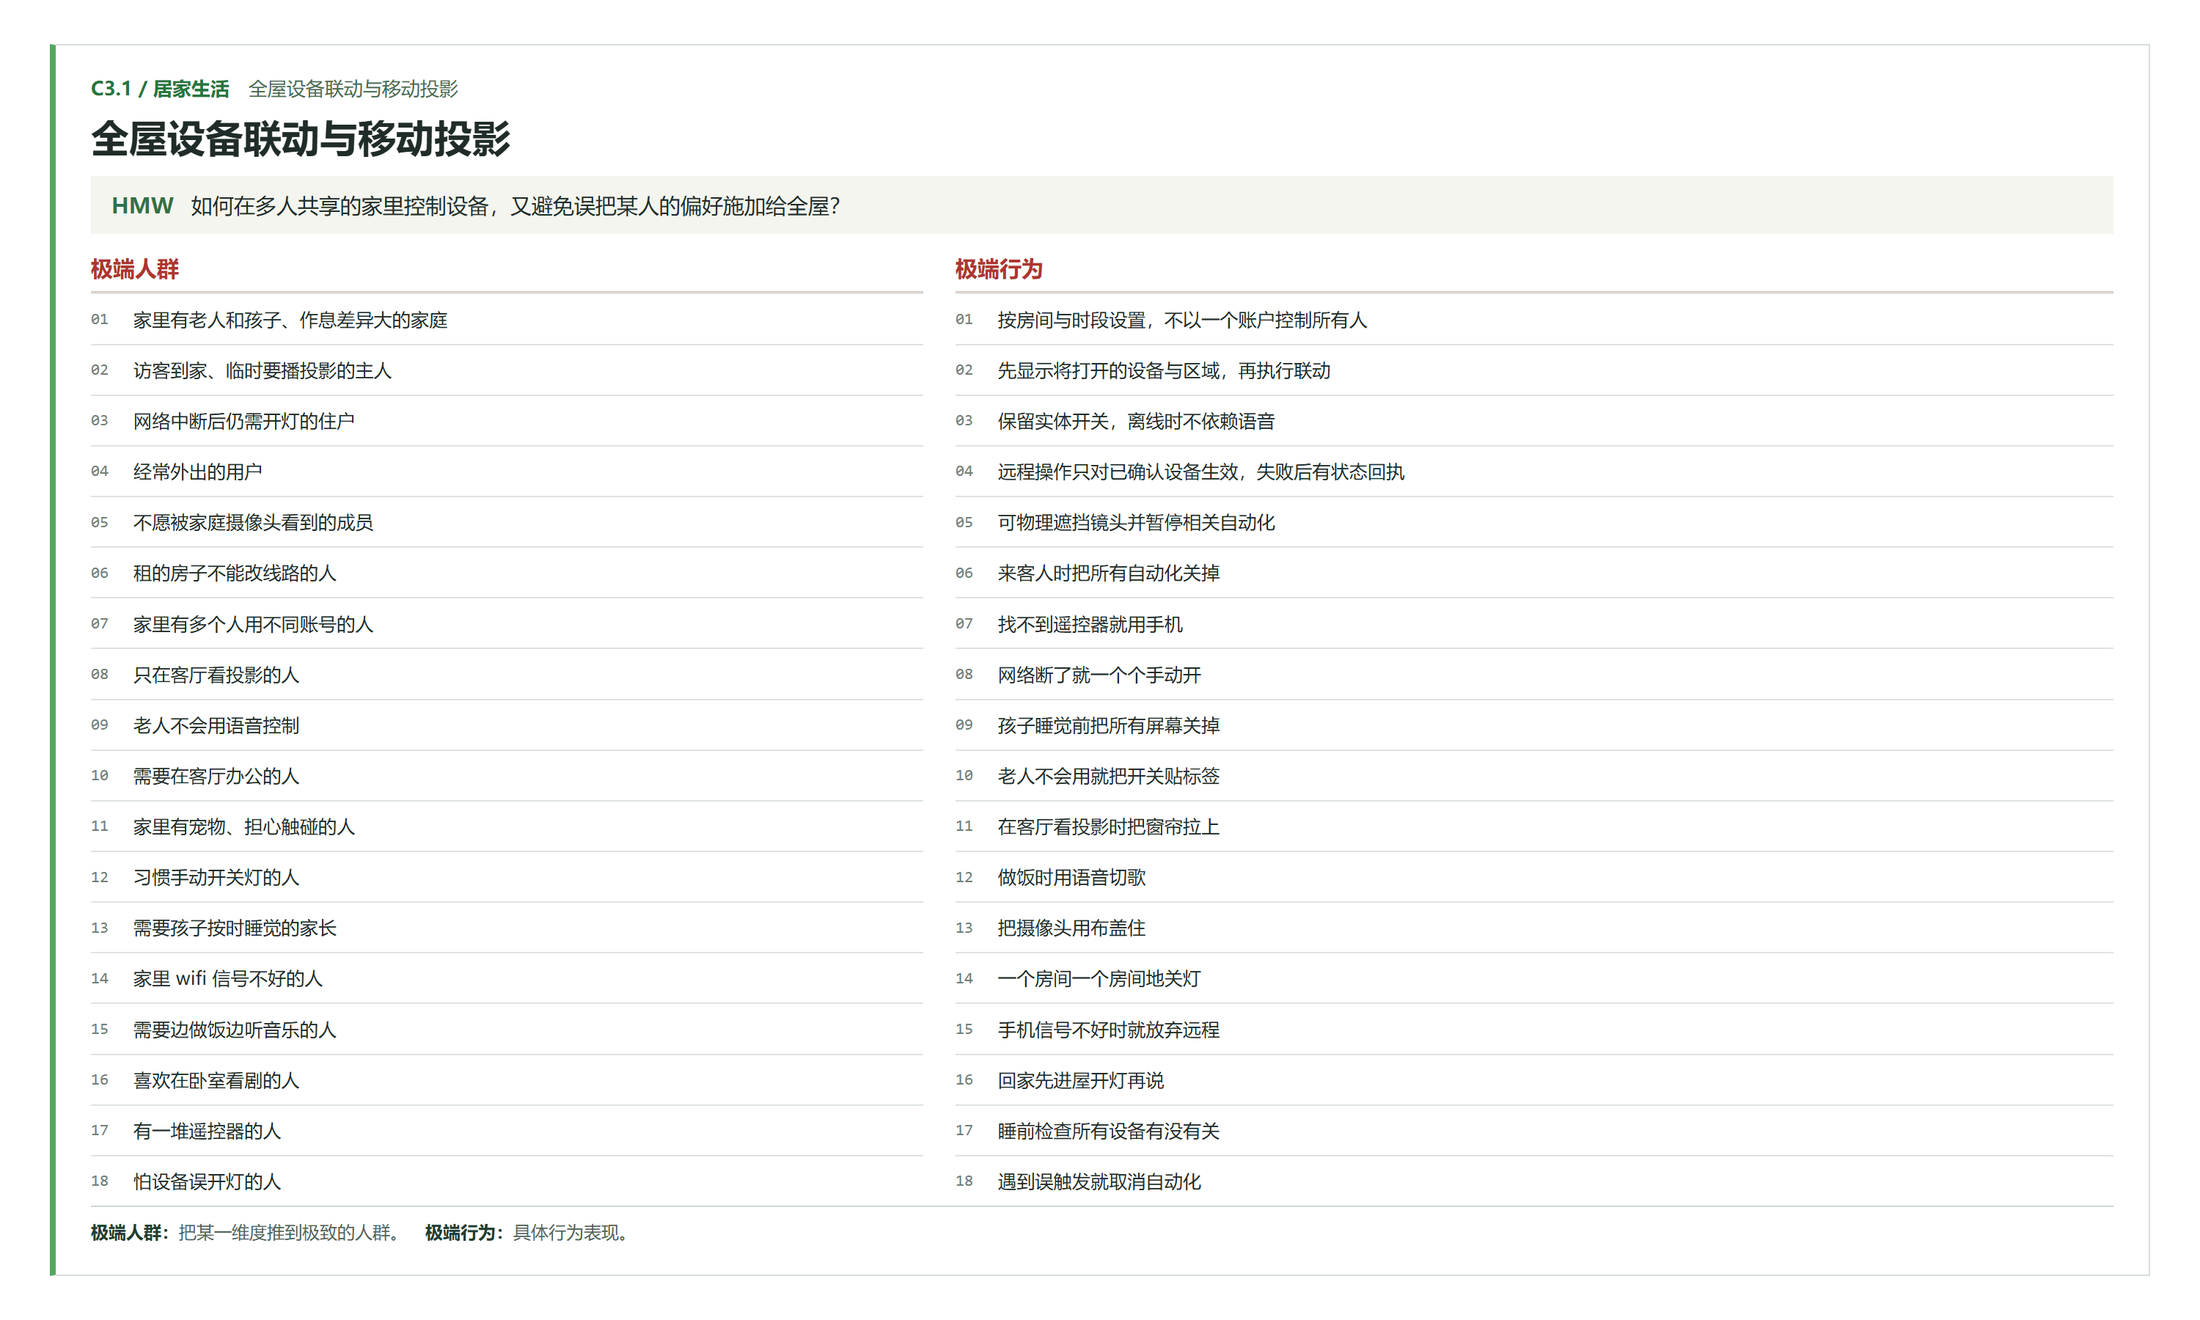 C3.1 / 居家生活 全屋设备联动与移动投影
全屋设备联动与移动投影
HMW 如何在多人共享的家里控制设备，又避免误把某人的偏好施加给全屋？
极端人群
01 家里有老人和孩子、作息差异大的家庭
02 访客到家、临时要播投影的主人
03 网络中断后仍需开灯的住户
04 经常外出的用户
05 不愿被家庭摄像头看到的成员
06 租的房子不能改线路的人
07 家里有多个人用不同账号的人
08 只在客厅看投影的人
09 老人不会用语音控制
10 需要在客厅办公的人
11 家里有宠物、担心触碰的人
12 习惯手动开关灯的人
13 需要孩子按时睡觉的家长
14 家里 wifi 信号不好的人
15 需要边做饭边听音乐的人
16 喜欢在卧室看剧的人
17 有一堆遥控器的人
18 怕设备误开灯的人
极端行为
01 按房间与时段设置，不以一个账户控制所有人
02 先显示将打开的设备与区域，再执行联动
03 保留实体开关，离线时不依赖语音
04 远程操作只对已确认设备生效，失败后有状态回执
05 可物理遮挡镜头并暂停相关自动化
06 来客人时把所有自动化关掉
07 找不到遥控器就用手机
08 网络断了就一个个手动开
09 孩子睡觉前把所有屏幕关掉
10 老人不会用就把开关贴标签
11 在客厅看投影时把窗帘拉上
12 做饭时用语音切歌
13 把摄像头用布盖住
14 一个房间一个房间地关灯
15 手机信号不好时就放弃远程
16 回家先进屋开灯再说
17 睡前检查所有设备有没有关
18 遇到误触发就取消自动化
极端人群：把某一维度推到极致的人群。 极端行为：具体行为表现。